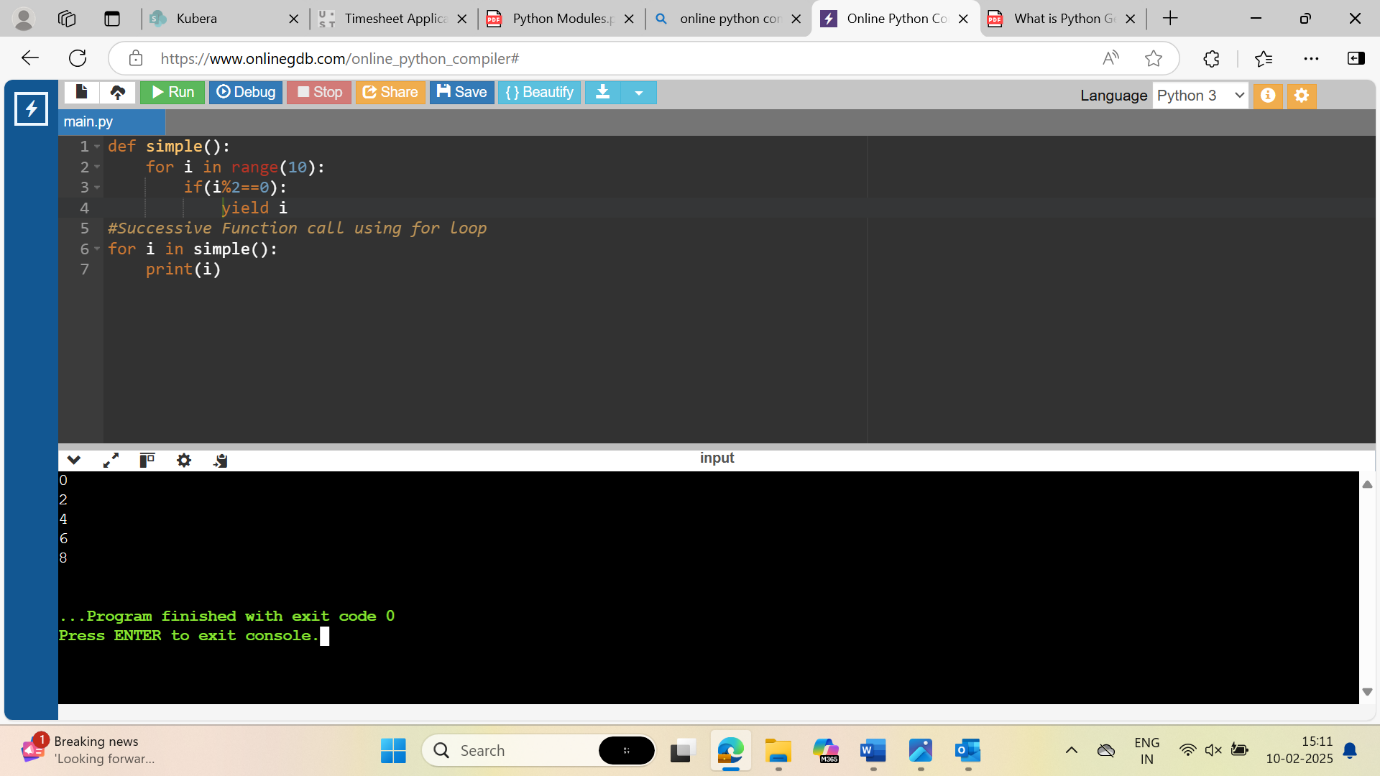 Kubera
Timesheet Applica
Python Modules.p
online python cor
Online Python Co
What is Python Ge
https://www.onlinegdb.com/online_python_compiler#
Run
Debug
Stop
Share
Save
{ } Beautify
Language
Python 3
main.py
1 def simple():
2 for i in range(10):
3 if(i%2==0):
4 yield i
5 #Successive Function call using for loop
6 for i in simple():
7 print(i)
input
0
2
4
6
8
...Program finished with exit code 0
Press ENTER to exit console.
1
Breaking news
'Looking forwar...
Search
M365
ENG
IN
15:11
10-02-2025